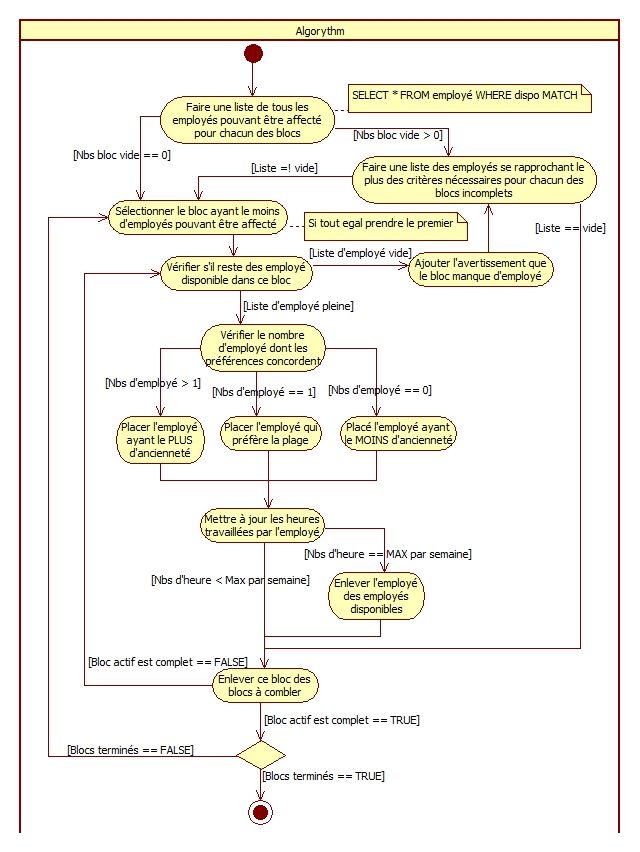 Algorythm
Faire une liste de tous les
employés pouvant être affecté
pour chacun des blocs
SELECT * FROM employé WHERE dispo MATCH
[Nbs bloc vide == 0]
[Nbs bloc vide > 0]
[Liste =! vide]
Faire une liste des employés se rapprochant le
plus des critères nécessaires pour chacun des
blocs incomplets
Sélectionner le bloc ayant le moins
d'employés pouvant être affecté
Si tout egal prendre le premier
[Liste == vide]
[Liste d'employé vide]
Vérifier s'il reste des employé
disponible dans ce bloc
Ajouter l'avertissement que
le bloc manque d'employé
[Liste d'employé pleine]
Vérifier le nombre
d'employé dont les
préférences concordent
[Nbs d'employé > 1]
[Nbs d'employé == 1]
[Nbs d'employé == 0]
Placer l'employé
ayant le PLUS
d'ancienneté
Placer l'employé qui
préfère la plage
Placé l'employé ayant
le MOINS d'ancienneté
Mettre à jour les heures
travaillées par l'employé
[Nbs d'heure == MAX par semaine]
[Nbs d'heure < Max par semaine]
Enlever l'employé
des employés
disponibles
[Bloc actif est complet == FALSE]
Enlever ce bloc des
blocs à combler
[Bloc actif est complet == TRUE]
[Blocs terminés == FALSE]
[Blocs terminés == TRUE]